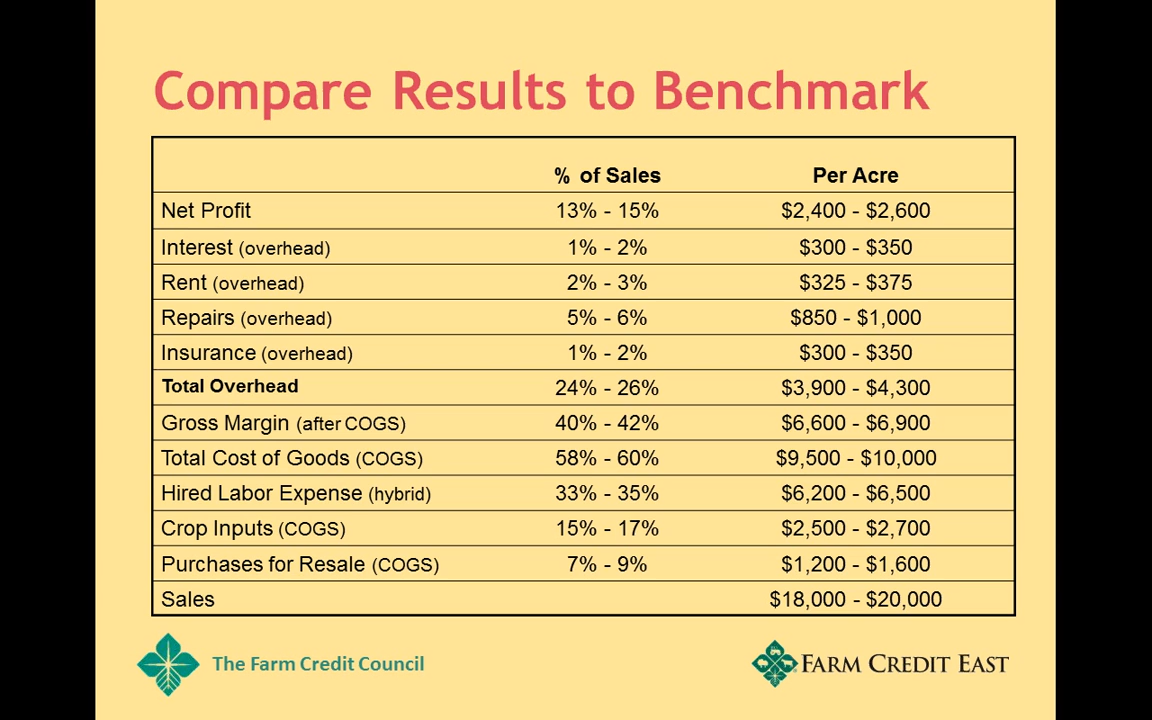 Compare Results to Benchmark
% of Sales Per Acre
Net Profit 13% - 15% $2,400 - $2,600
Interest (overhead) 1% - 2% $300 - $350
Rent (overhead) 2% - 3% $325 - $375
Repairs (overhead) 5% - 6% $850 - $1,000
Insurance (overhead) 1% - 2% $300 - $350
Total Overhead 24% - 26% $3,900 - $4,300
Gross Margin (after COGS) 40% - 42% $6,600 - $6,900
Total Cost of Goods (COGS) 58% - 60% $9,500 - $10,000
Hired Labor Expense (hybrid) 33% - 35% $6,200 - $6,500
Crop Inputs (COGS) 15% - 17% $2,500 - $2,700
Purchases for Resale (COGS) 7% - 9% $1,200 - $1,600
Sales $18,000 - $20,000
The Farm Credit Council FARM CREDIT EAST